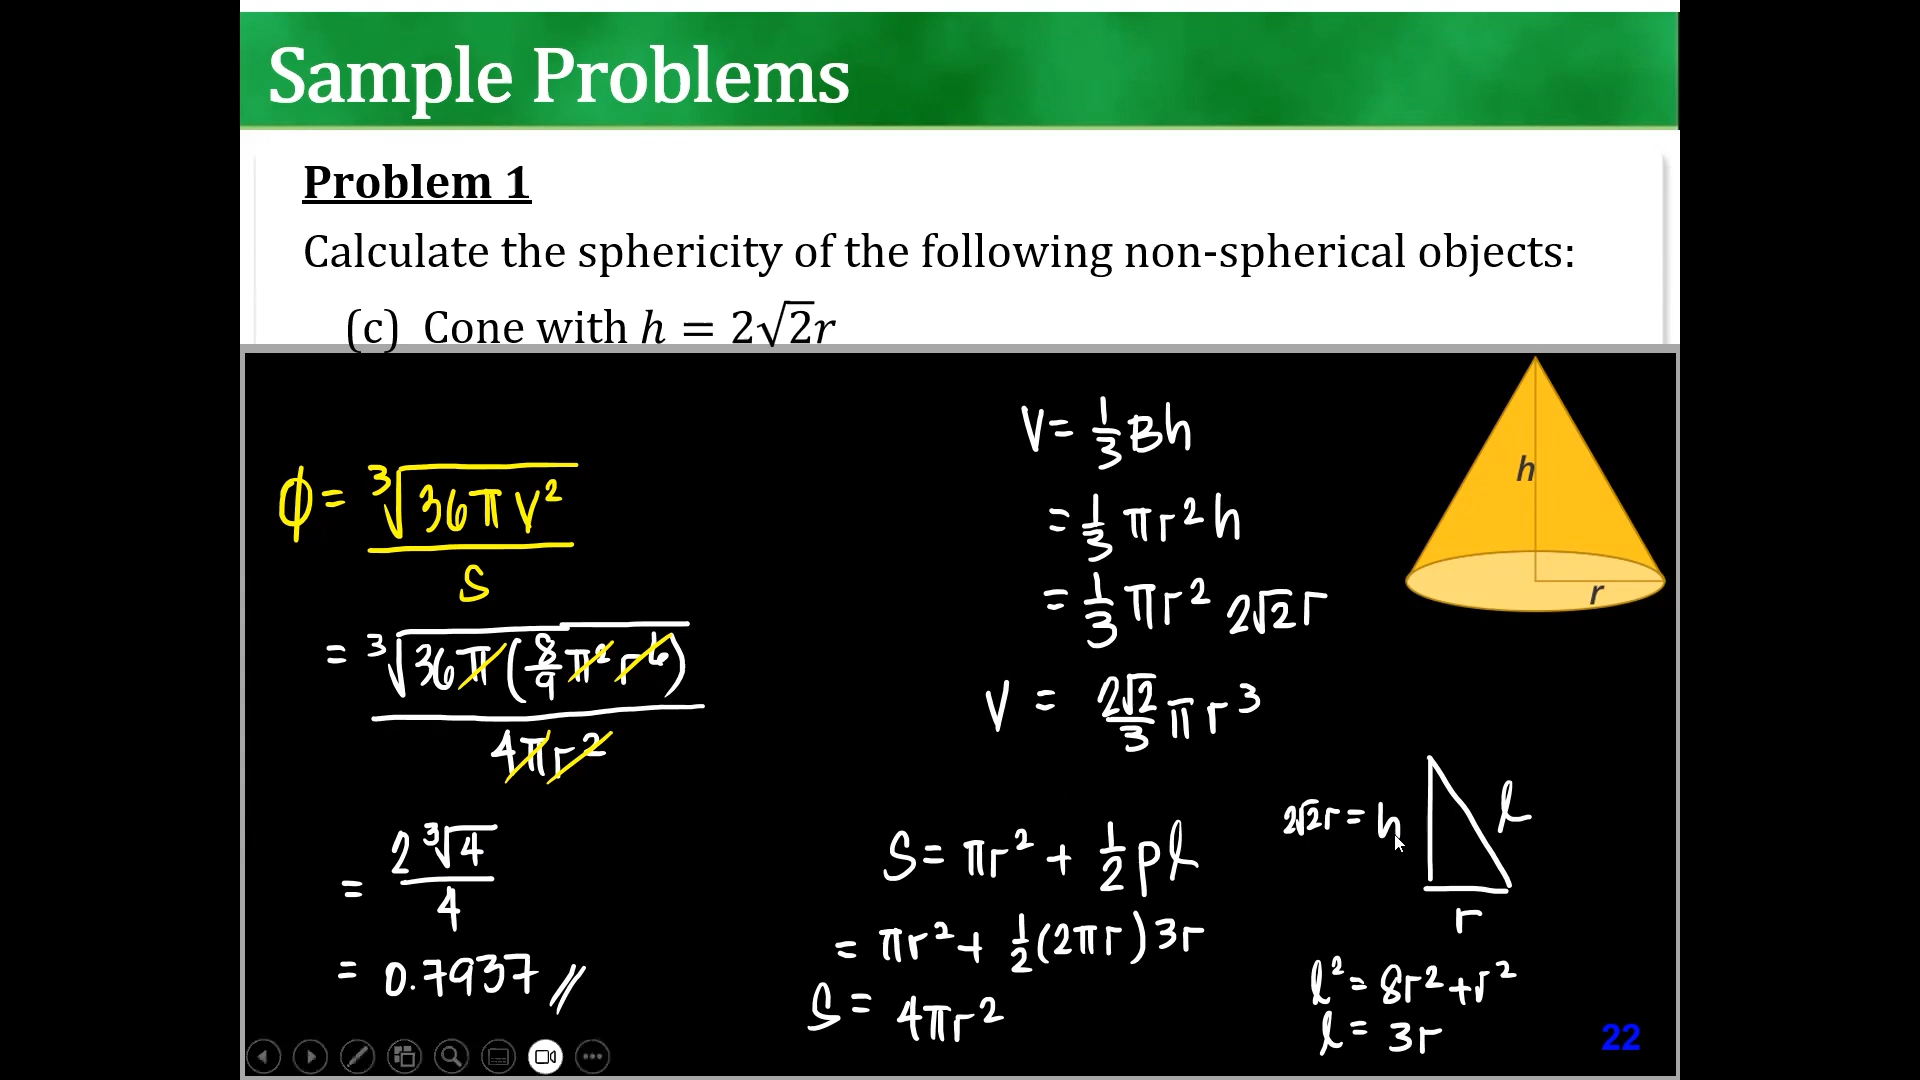 Sample Problems
Problem 1
Calculate the sphericity of the following non-spherical objects:
(c) Cone with h = 2√2r
ϕ = ∛(36πV²) / S
= ∛(36π(8/9 π² r⁶)) / 4πr²
= 2∛4 / 4
= 0.7937 //
V = 1/3 Bh
= 1/3 πr²h
= 1/3 πr² 2√2r
V = 2√2/3 πr³
S = πr² + 1/2 pl
= πr² + 1/2 (2πr) 3r
S = 4πr²
h
r
2√2r = h
l
r
l² = 8r² + r²
l = 3r
22